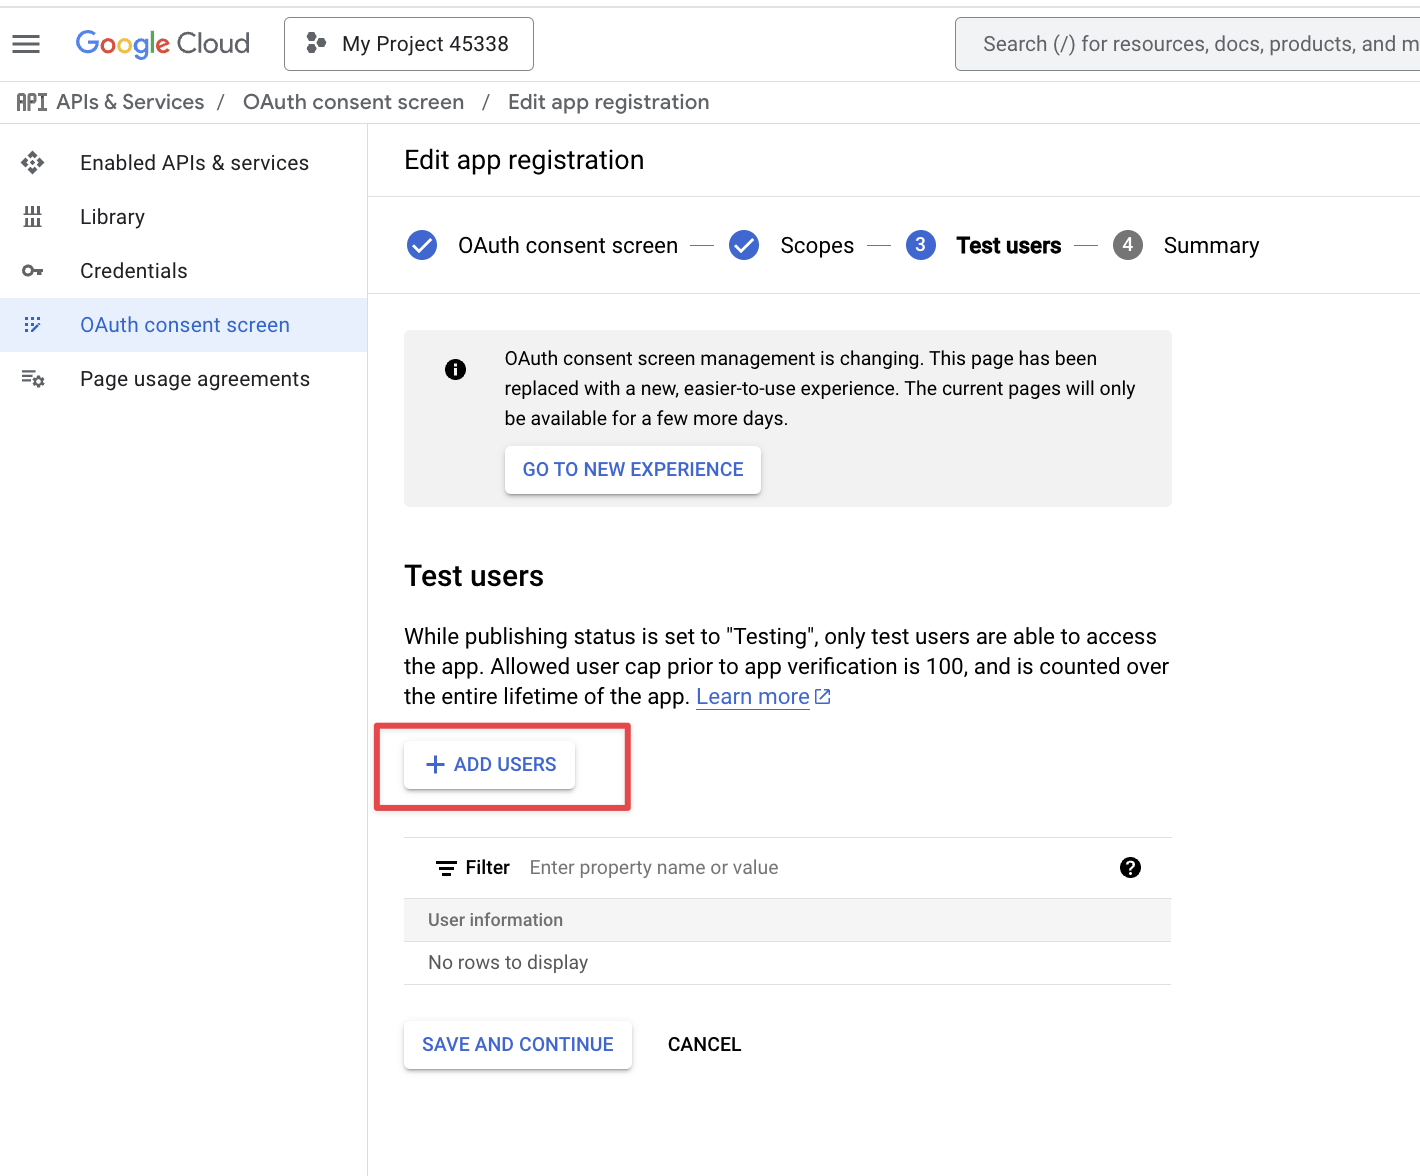 Google Cloud
My Project 45338
Search (/) for resources, docs, products, and m
API APIs & Services / OAuth consent screen / Edit app registration
Enabled APIs & services
Library
Credentials
OAuth consent screen
Page usage agreements
Edit app registration
OAuth consent screen
Scopes
3 Test users
4 Summary
OAuth consent screen management is changing. This page has been
replaced with a new, easier-to-use experience. The current pages will only
be available for a few more days.
GO TO NEW EXPERIENCE
Test users
While publishing status is set to "Testing", only test users are able to access
the app. Allowed user cap prior to app verification is 100, and is counted over
the entire lifetime of the app. Learn more
+ ADD USERS
Filter Enter property name or value
User information
No rows to display
SAVE AND CONTINUE
CANCEL